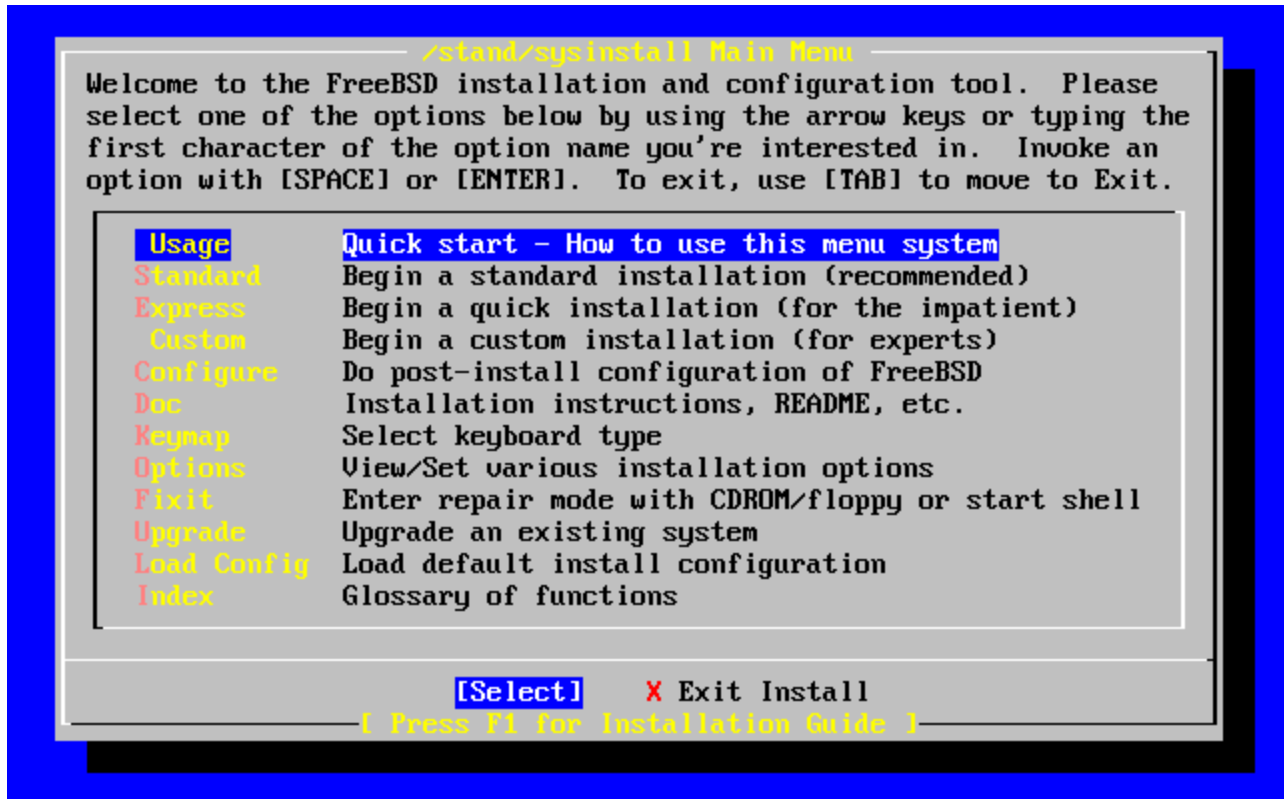 /stand/sysinstall Main Menu
Welcome to the FreeBSD installation and configuration tool.  Please
select one of the options below by using the arrow keys or typing the
first character of the option name you're interested in.  Invoke an
option with [SPACE] or [ENTER].  To exit, use [TAB] to move to Exit.
Usage Quick start - How to use this menu system
Standard Begin a standard installation (recommended)
Express Begin a quick installation (for the impatient)
Custom Begin a custom installation (for experts)
Configure Do post-install configuration of FreeBSD
Doc Installation instructions, README, etc.
Keymap Select keyboard type
Options View/Set various installation options
Fixit Enter repair mode with CDROM/floppy or start shell
Upgrade Upgrade an existing system
Load Config Load default install configuration
Index Glossary of functions
[Select] X Exit Install
[ Press F1 for Installation Guide ]